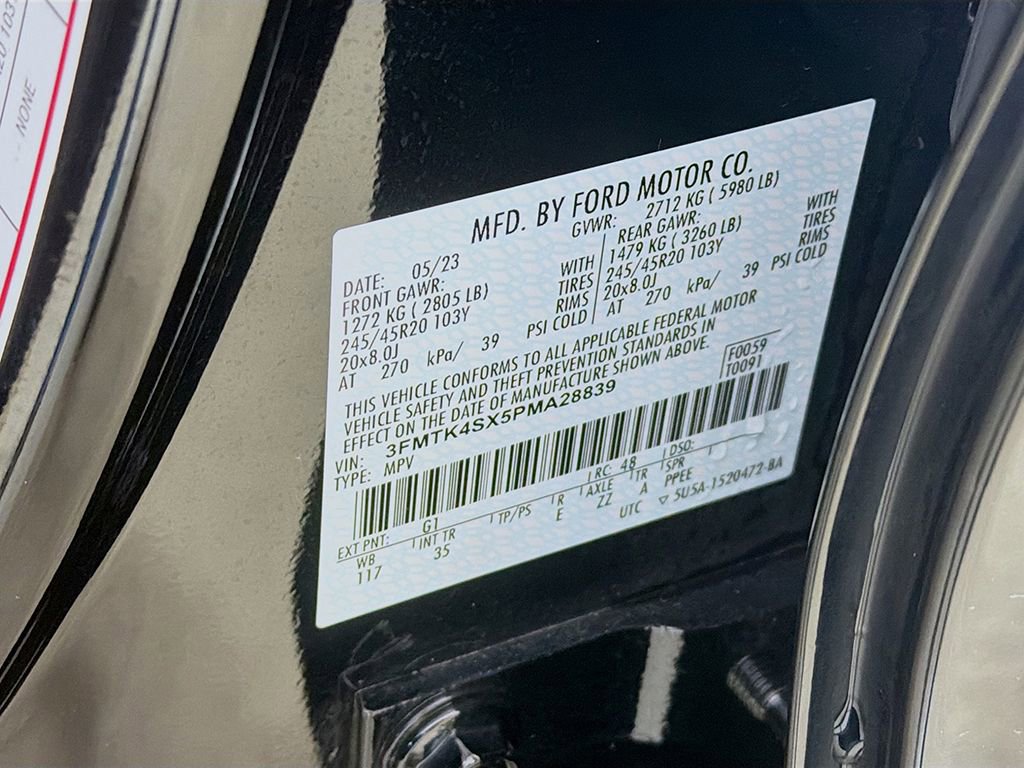 NONE
MFD. BY FORD MOTOR CO.
DATE: 05/23 GVWR: 2712 KG ( 5980 LB)
FRONT GAWR: WITH REAR GAWR: WITH
1272 KG ( 2805 LB) TIRES 1479 KG ( 3260 LB) TIRES
245/45R20 103Y RIMS 245/45R20 103Y RIMS
20x8.0J 20x8.0J
AT 270 kPa/ 39 PSI COLD AT 270 kPa/ 39 PSI COLD
THIS VEHICLE CONFORMS TO ALL APPLICABLE FEDERAL MOTOR
VEHICLE SAFETY AND THEFT PREVENTION STANDARDS IN
EFFECT ON THE DATE OF MANUFACTURE SHOWN ABOVE.
F0059
T0091
VIN: 3FMTK4SX5PMA28839
TYPE: MPV
EXT PNT: G1 RC: 48 DSO:
WB INT TR TP/PS R AXLE TR SPR
117 35 E ZZ A PPEE
UTC ▽ 5U5A-1520472-BA